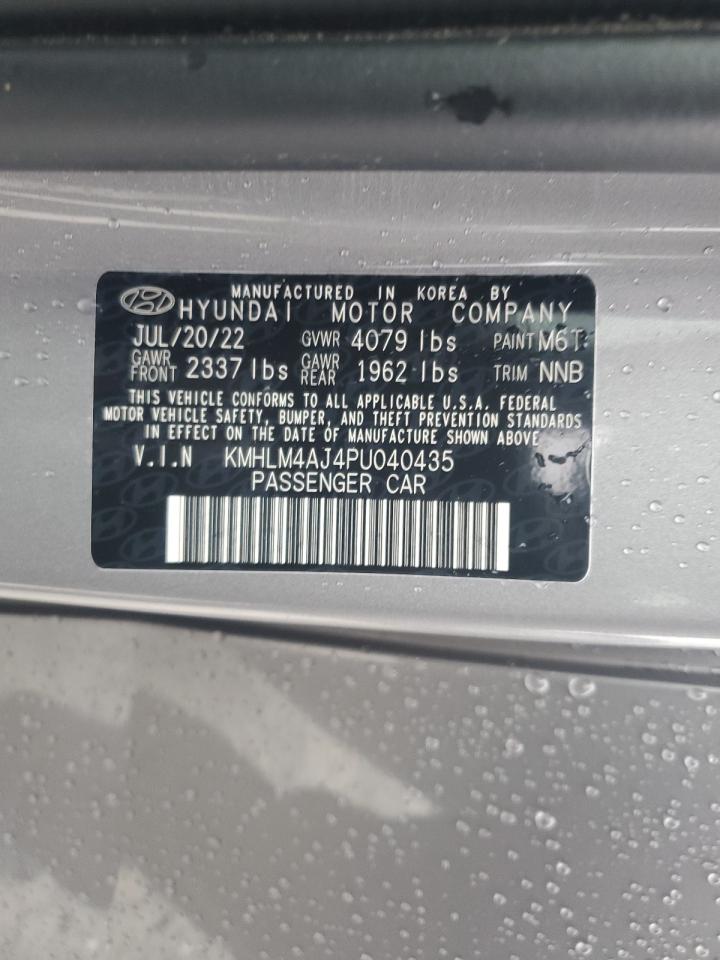 MANUFACTURED IN KOREA BY
HYUNDAI MOTOR COMPANY
JUL/20/22 GVWR 4079 lbs PAINT M6T
GAWR FRONT 2337 lbs GAWR REAR 1962 lbs TRIM NNB
THIS VEHICLE CONFORMS TO ALL APPLICABLE U.S.A. FEDERAL
MOTOR VEHICLE SAFETY, BUMPER, AND THEFT PREVENTION STANDARDS
IN EFFECT ON THE DATE OF MANUFACTURE SHOWN ABOVE
V.I.N KMHLM4AJ4PU040435
PASSENGER CAR